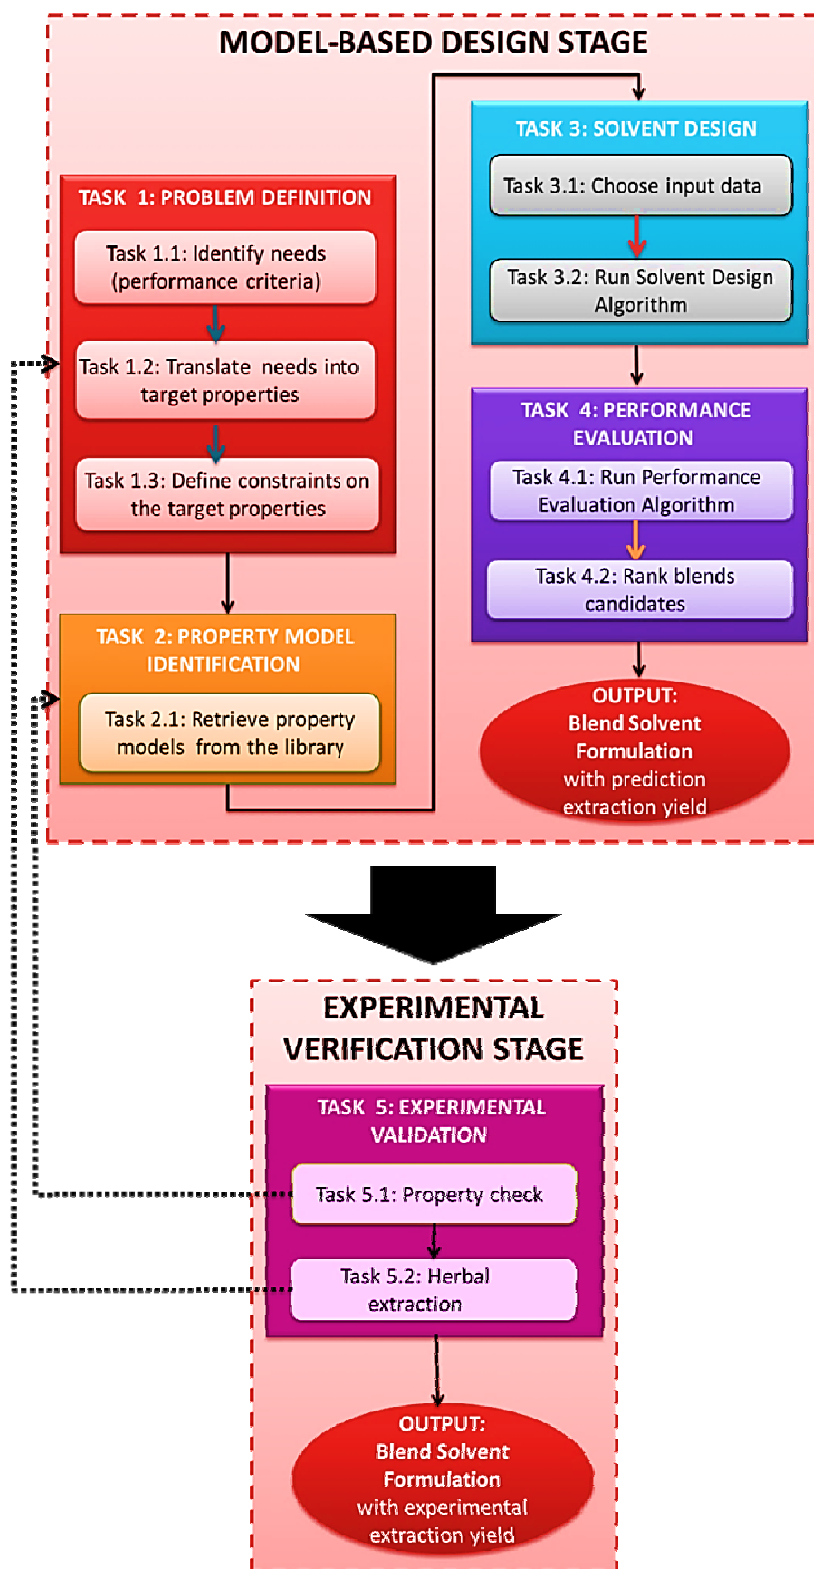 MODEL-BASED DESIGN STAGE
TASK 1: PROBLEM DEFINITION
Task 1.1: Identify needs
(performance criteria)
Task 1.2: Translate needs into
target properties
Task 1.3: Define constraints on
the target properties
TASK 2: PROPERTY MODEL
IDENTIFICATION
Task 2.1: Retrieve property
models from the library
TASK 3: SOLVENT DESIGN
Task 3.1: Choose input data
Task 3.2: Run Solvent Design
Algorithm
TASK 4: PERFORMANCE
EVALUATION
Task 4.1: Run Performance
Evaluation Algorithm
Task 4.2: Rank blends
candidates
OUTPUT:
Blend Solvent
Formulation
with prediction
extraction yield
EXPERIMENTAL
VERIFICATION STAGE
TASK 5: EXPERIMENTAL
VALIDATION
Task 5.1: Property check
Task 5.2: Herbal
extraction
OUTPUT:
Blend Solvent
Formulation
with experimental
extraction yield